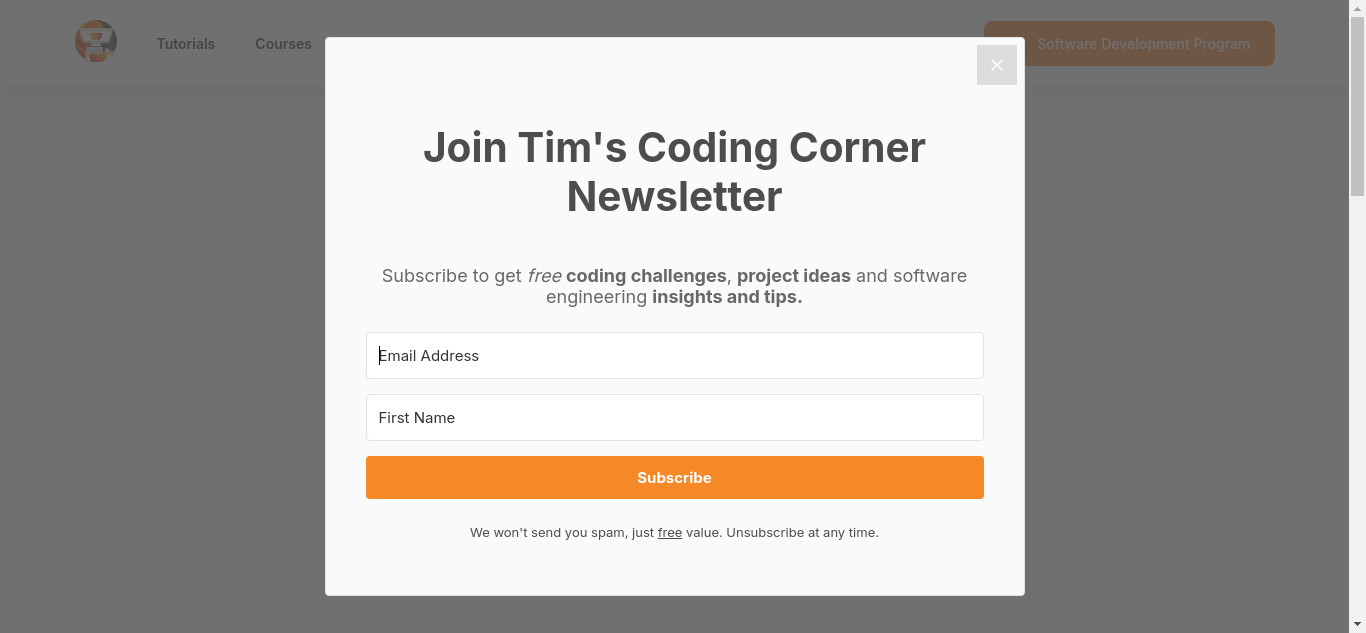 Tutorials
Courses
Software Development Program
Join Tim's Coding Corner
Newsletter
Subscribe to get free coding challenges, project ideas and software
engineering insights and tips.
Email Address
First Name
Subscribe
We won't send you spam, just free value. Unsubscribe at any time.